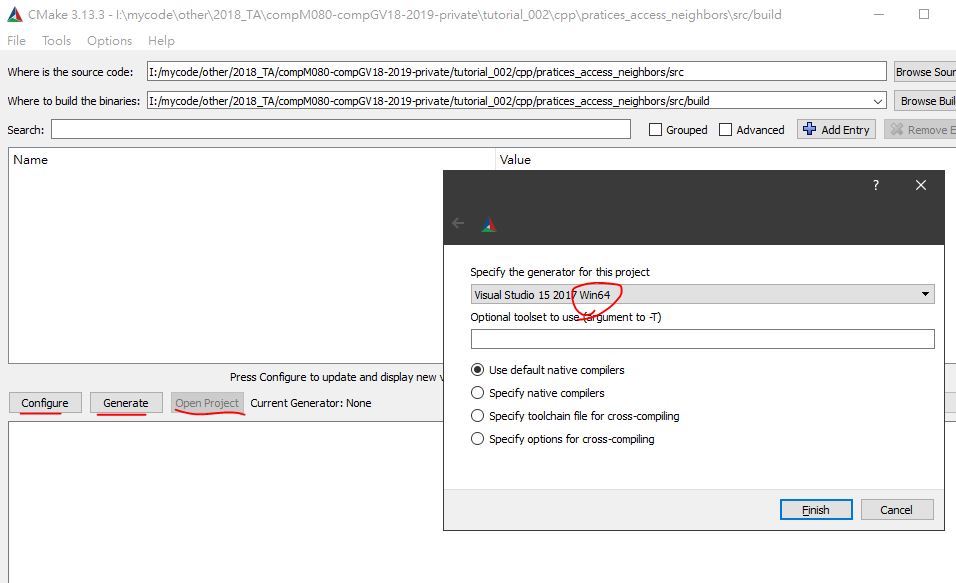 CMake 3.13.3 - I:\mycode\other\2018_TA\compM080-compGV18-2019-private\tutorial_002\cpp\pratices_access_neighbors\src/build
File Tools Options Help
Where is the source code: I:/mycode/other/2018_TA/compM080-compGV18-2019-private/tutorial_002/cpp/pratices_access_neighbors/src Browse Sour
Where to build the binaries: I:/mycode/other/2018_TA/compM080-compGV18-2019-private/tutorial_002/cpp/pratices_access_neighbors/src/build Browse Buil
Search: Grouped Advanced Add Entry Remove E
Name Value
?
Specify the generator for this project
Visual Studio 15 2017 Win64
Optional toolset to use (argument to -T)
Use default native compilers
Specify native compilers
Specify toolchain file for cross-compiling
Specify options for cross-compiling
Finish Cancel
Press Configure to update and display new v
Configure Generate Open Project Current Generator: None